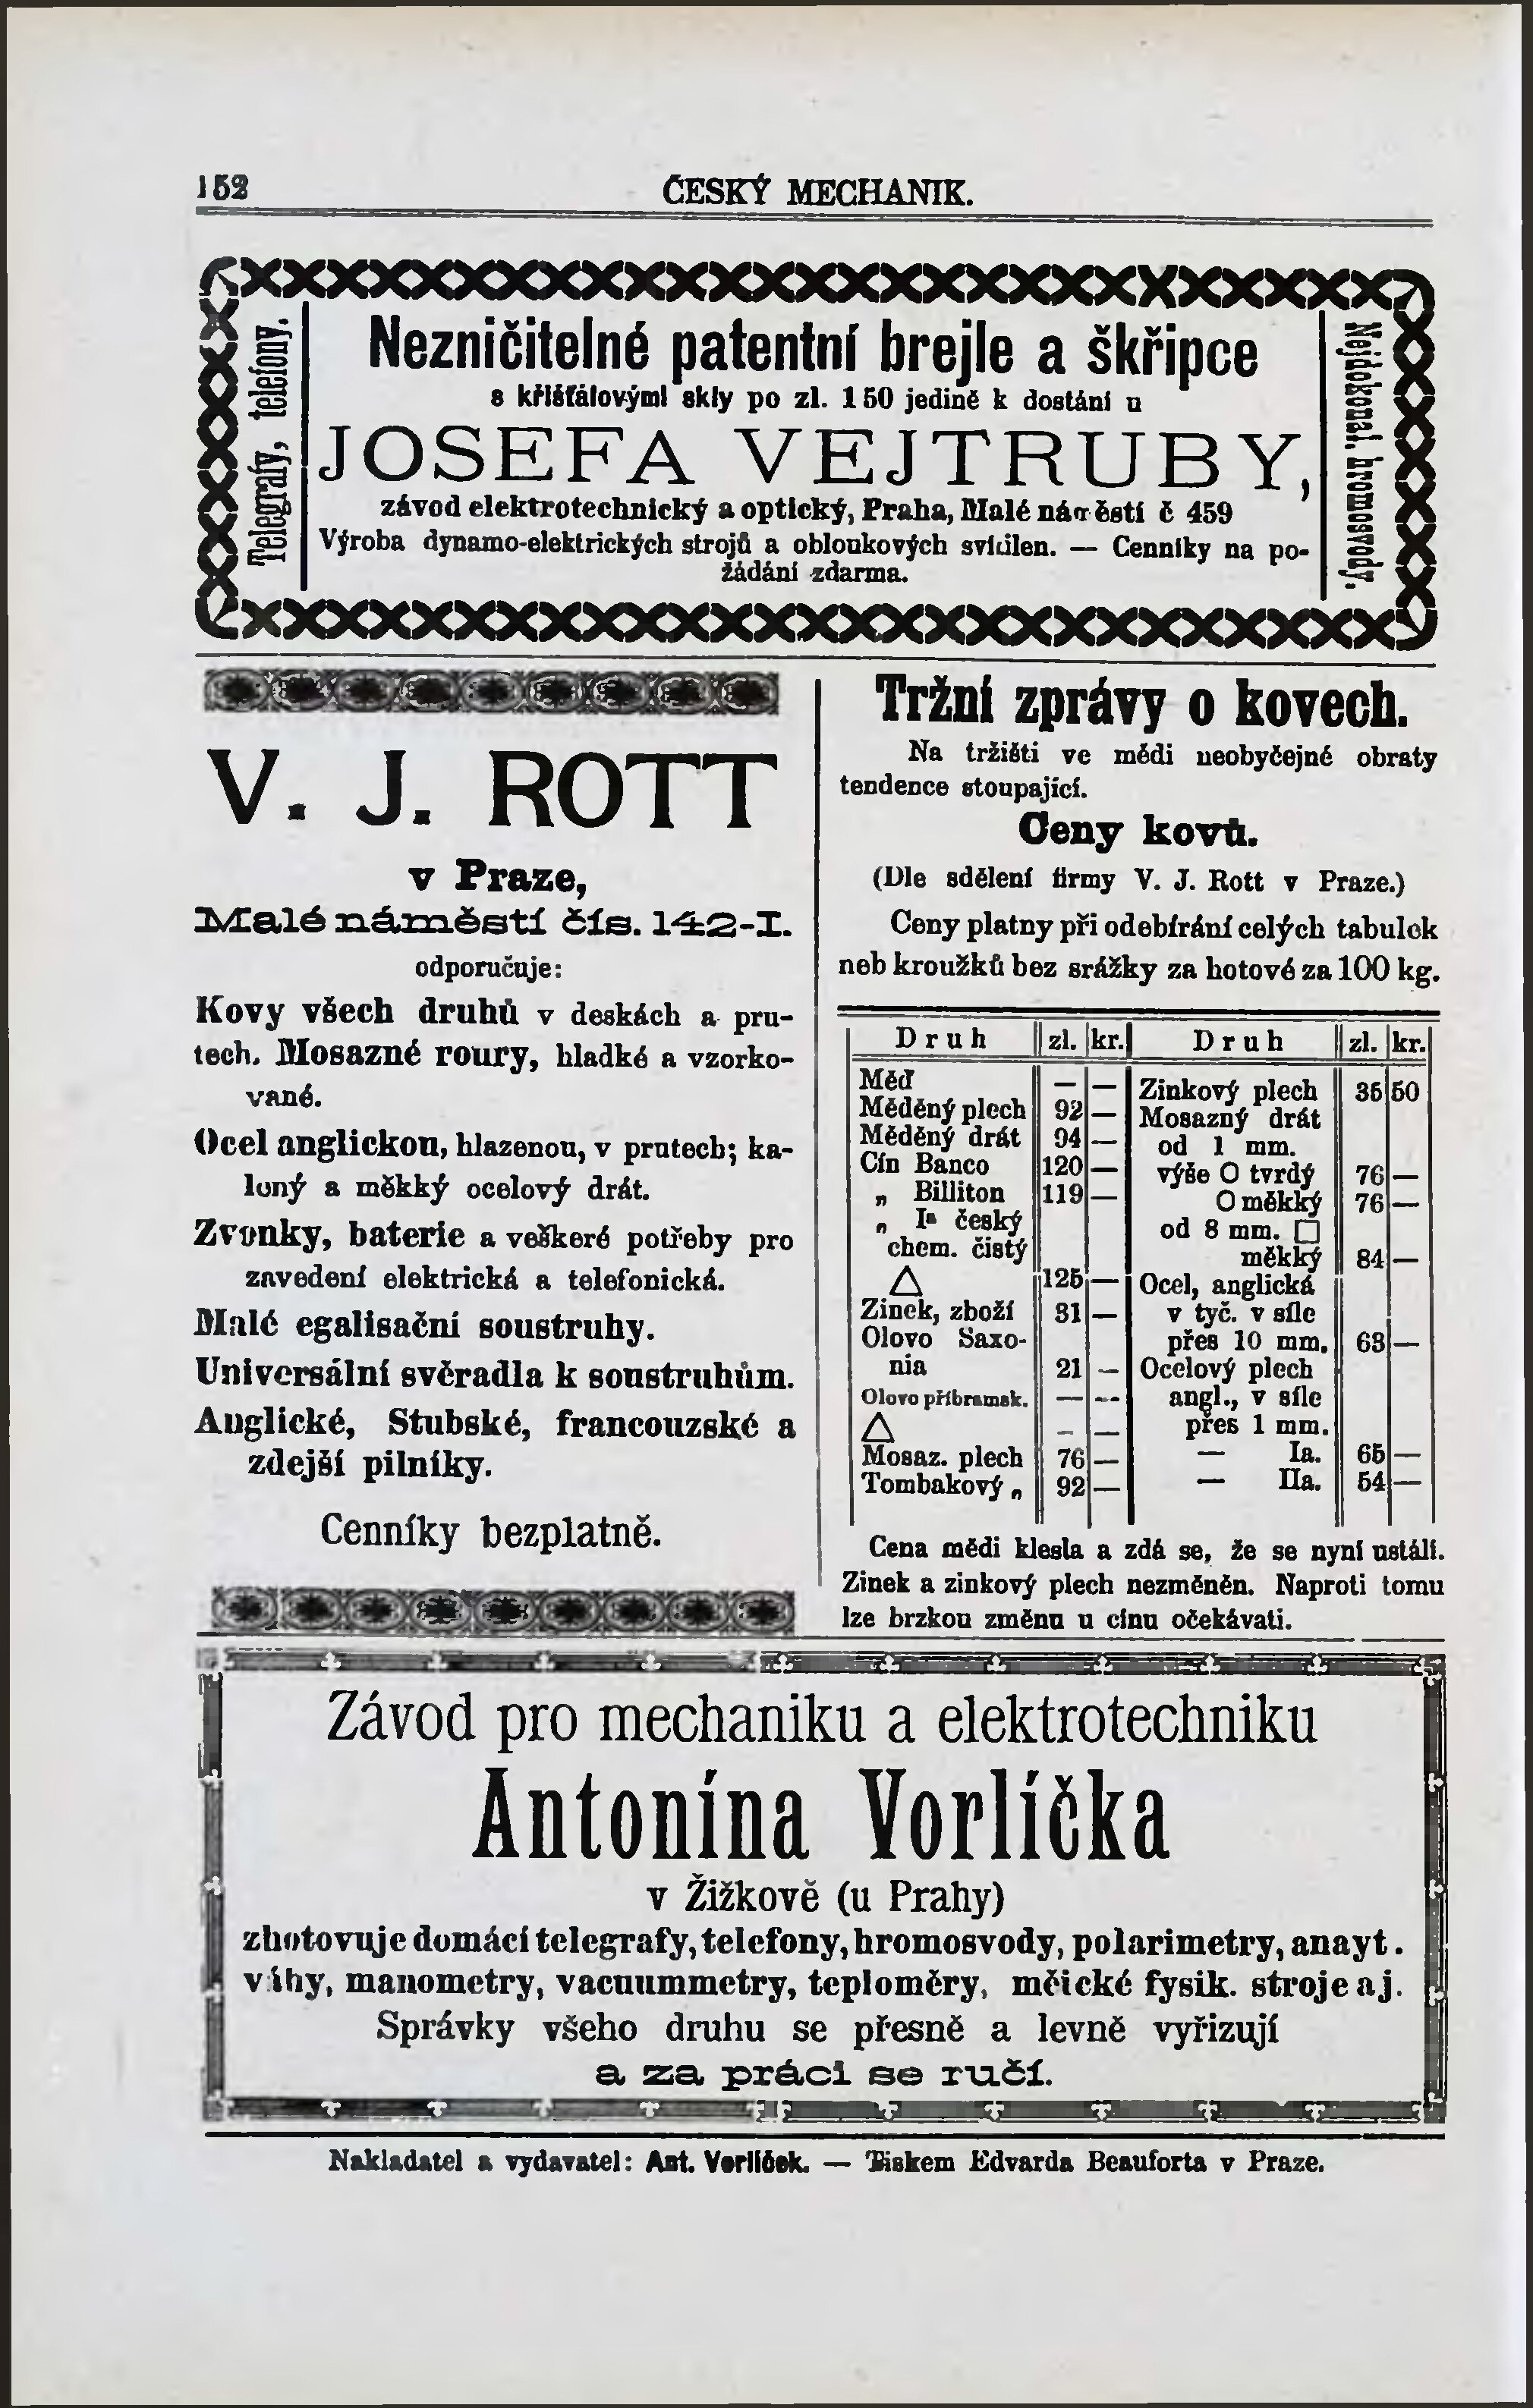 152
ČESKÝ MECHANIK.
Telegrafy, telefony.
Nezničitelné patentní brejle a škřipce
s křišťálovými skly po zl. 1 50 jedině k dostání u
JOSEFA VEJTRUBY,
závod elektrotechnický a optický, Praha, Malé náměstí č 459
Výroba dynamo-elektrických strojů a obloukových svítilen. — Cenníky na po-
žádání zdarma.
Nejdokonal. hromosvody.
V. J. ROTT
v Praze,
Malé náměstí čís. 142-I.
odporučuje:
Kovy všech druhů v deskách a pru-
tech. Mosazné roury, hladké a vzorko-
vané.
Ocel anglickou, hlazenou, v prutech; ka-
lený a měkký ocelový drát.
Zvonky, baterie a veškeré potřeby pro
zavedení elektrická a telefonická.
Malé egalisační soustruhy.
Universální svěradla k soustruhům.
Anglické, Stubské, francouzské a
zdejší pilníky.
Cenníky bezplatně.
Tržní zprávy o kovech.
Na tržišti ve mědi neobyčejné obraty
tendence stoupající.
Ceny kovů.
(Dle sdělení firmy V. J. Rott v Praze.)
Ceny platny při odebírání celých tabulek
neb kroužků bez srážky za hotové za 100 kg.
Druh zl. kr.
Měď — —
Měděný plech 92 —
Měděný drát 94 —
Cín Banco 120 —
„ Billiton 119 —
„ Ia český
chem. čistý
△ 125 —
Zinek, zboží 31 —
Olovo Saxo-
nia 21 —
Olovo příbramsk. — —
△ — —
Mosaz. plech 76 —
Tombakový „ 92 —
Druh zl. kr.
Zinkový plech 35 50
Mosazný drát
od 1 mm.
výše O tvrdý 76 —
O měkký 76 —
od 8 mm. □
měkký 84 —
Ocel, anglická
v tyč. v síle
přes 10 mm. 63 —
Ocelový plech
angl., v síle
přes 1 mm.
— Ia. 65 —
— IIa. 54 —
Cena mědi klesla a zdá se, že se nyní ustálí.
Zinek a zinkový plech nezměněn. Naproti tomu
lze brzkou změnu u cínu očekávati.
Závod pro mechaniku a elektrotechniku
Antonína Vorlíčka
v Žižkově (u Prahy)
zhotovuje domácí telegrafy, telefony, hromosvody, polarimetry, anayt.
váhy, manometry, vacuummetry, teploměry, měické fysik. stroje aj.
Správky všeho druhu se přesně a levně vyřizují
a za práci se ručí.
Nakladatel a vydavatel: Ant. Vorlíček. — Tiskem Edvarda Beauforta v Praze.